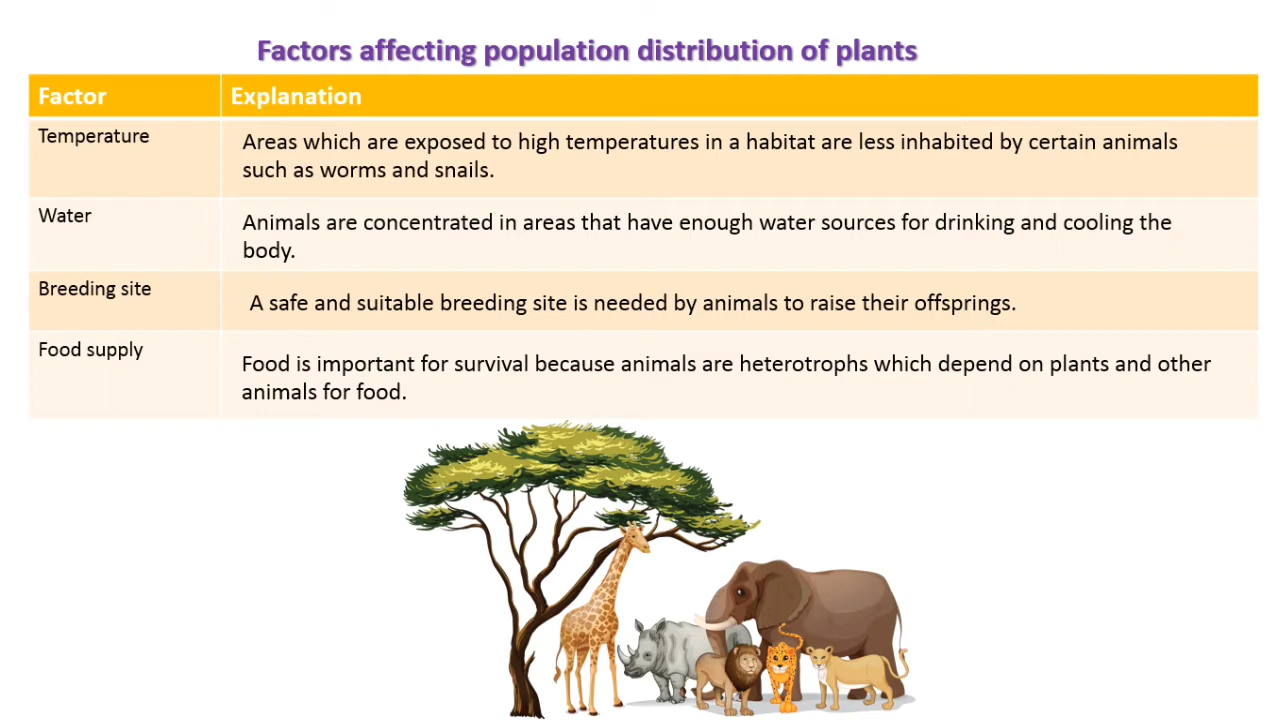 Factors affecting population distribution of plants
Factor
Explanation
Temperature
Areas which are exposed to high temperatures in a habitat are less inhabited by certain animals
such as worms and snails.
Water
Animals are concentrated in areas that have enough water sources for drinking and cooling the
body.
Breeding site
A safe and suitable breeding site is needed by animals to raise their offsprings.
Food supply
Food is important for survival because animals are heterotrophs which depend on plants and other
animals for food.